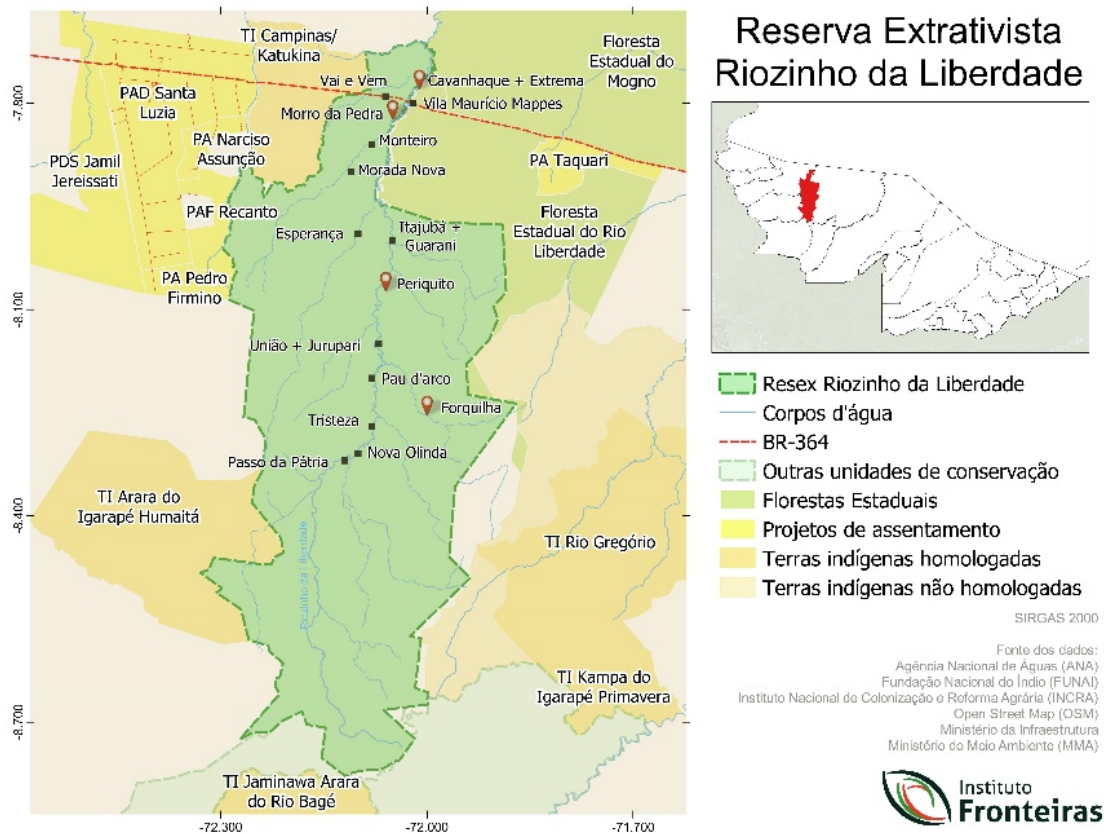 Reserva Extrativista
Riozinho da Liberdade
TI Campinas/
Katukina
Floresta
Estadual do
Mogno
Vai e Vem
Cavanhaque + Extrema
PAD Santa
Luzia
Vila Maurício Mappes
Morro da Pedra
Monteiro
PA Narciso
Assunção
PDS Jamil
Jereissati
PA Taquari
Morada Nova
PAF Recanto
Floresta
Estadual do Rio
Liberdade
Esperança
Itajubá +
Guarani
PA Pedro
Firmino
Periquito
União + Jurupari
Pau d'arco
Forquilha
Tristeza
Nova Olinda
Passo da Pátria
TI Arara do
Igarapé Humaitá
TI Rio Gregório
Riozinho da Liberdade
TI Kampa do
Igarapé Primavera
TI Jaminawa Arara
do Rio Bagé
-7.800
-8.100
-8.400
-8.700
-72.300
-72.000
-71.700
Resex Riozinho da Liberdade
Corpos d'água
BR-364
Outras unidades de conservação
Florestas Estaduais
Projetos de assentamento
Terras indígenas homologadas
Terras indígenas não homologadas
SIRGAS 2000
Fonte dos dados:
Agência Nacional de Águas (ANA)
Fundação Nacional do Índio (FUNAI)
Instituto Nacional de Colonização e Reforma Agrária (INCRA)
Open Street Map (OSM)
Ministério da Infraestrutura
Ministério do Meio Ambiente (MMA)
Instituto
Fronteiras